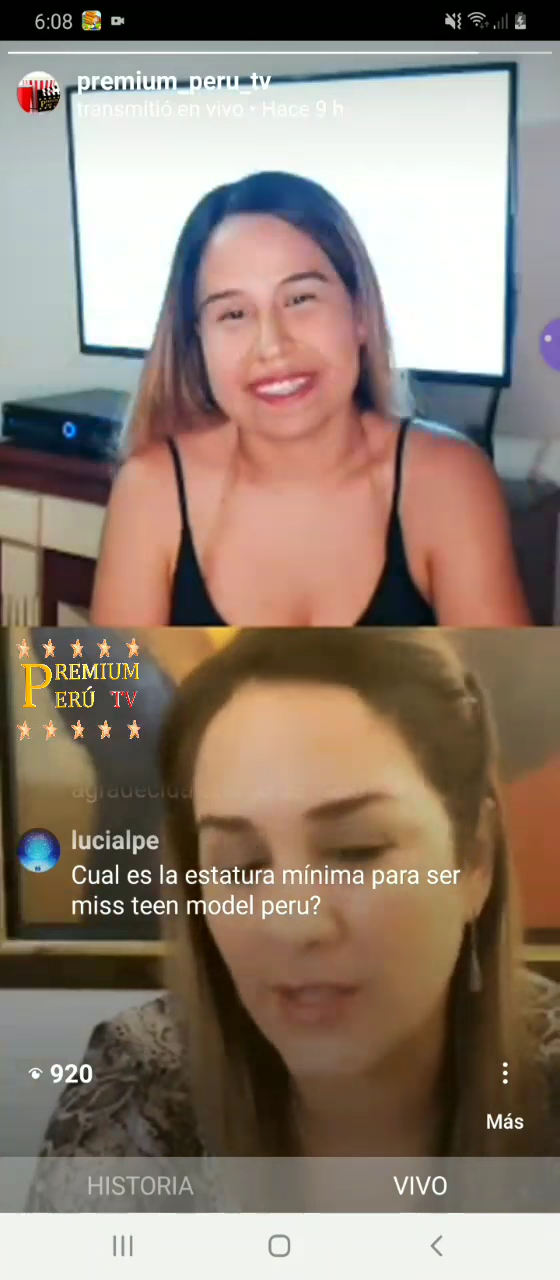 6:08
premium_peru_tv
transmitió en vivo • Hace 9 h
PREMIUM
PERÚ TV
agradecida
lucialpe
Cual es la estatura mínima para ser
miss teen model peru?
920
Más
HISTORIA
VIVO